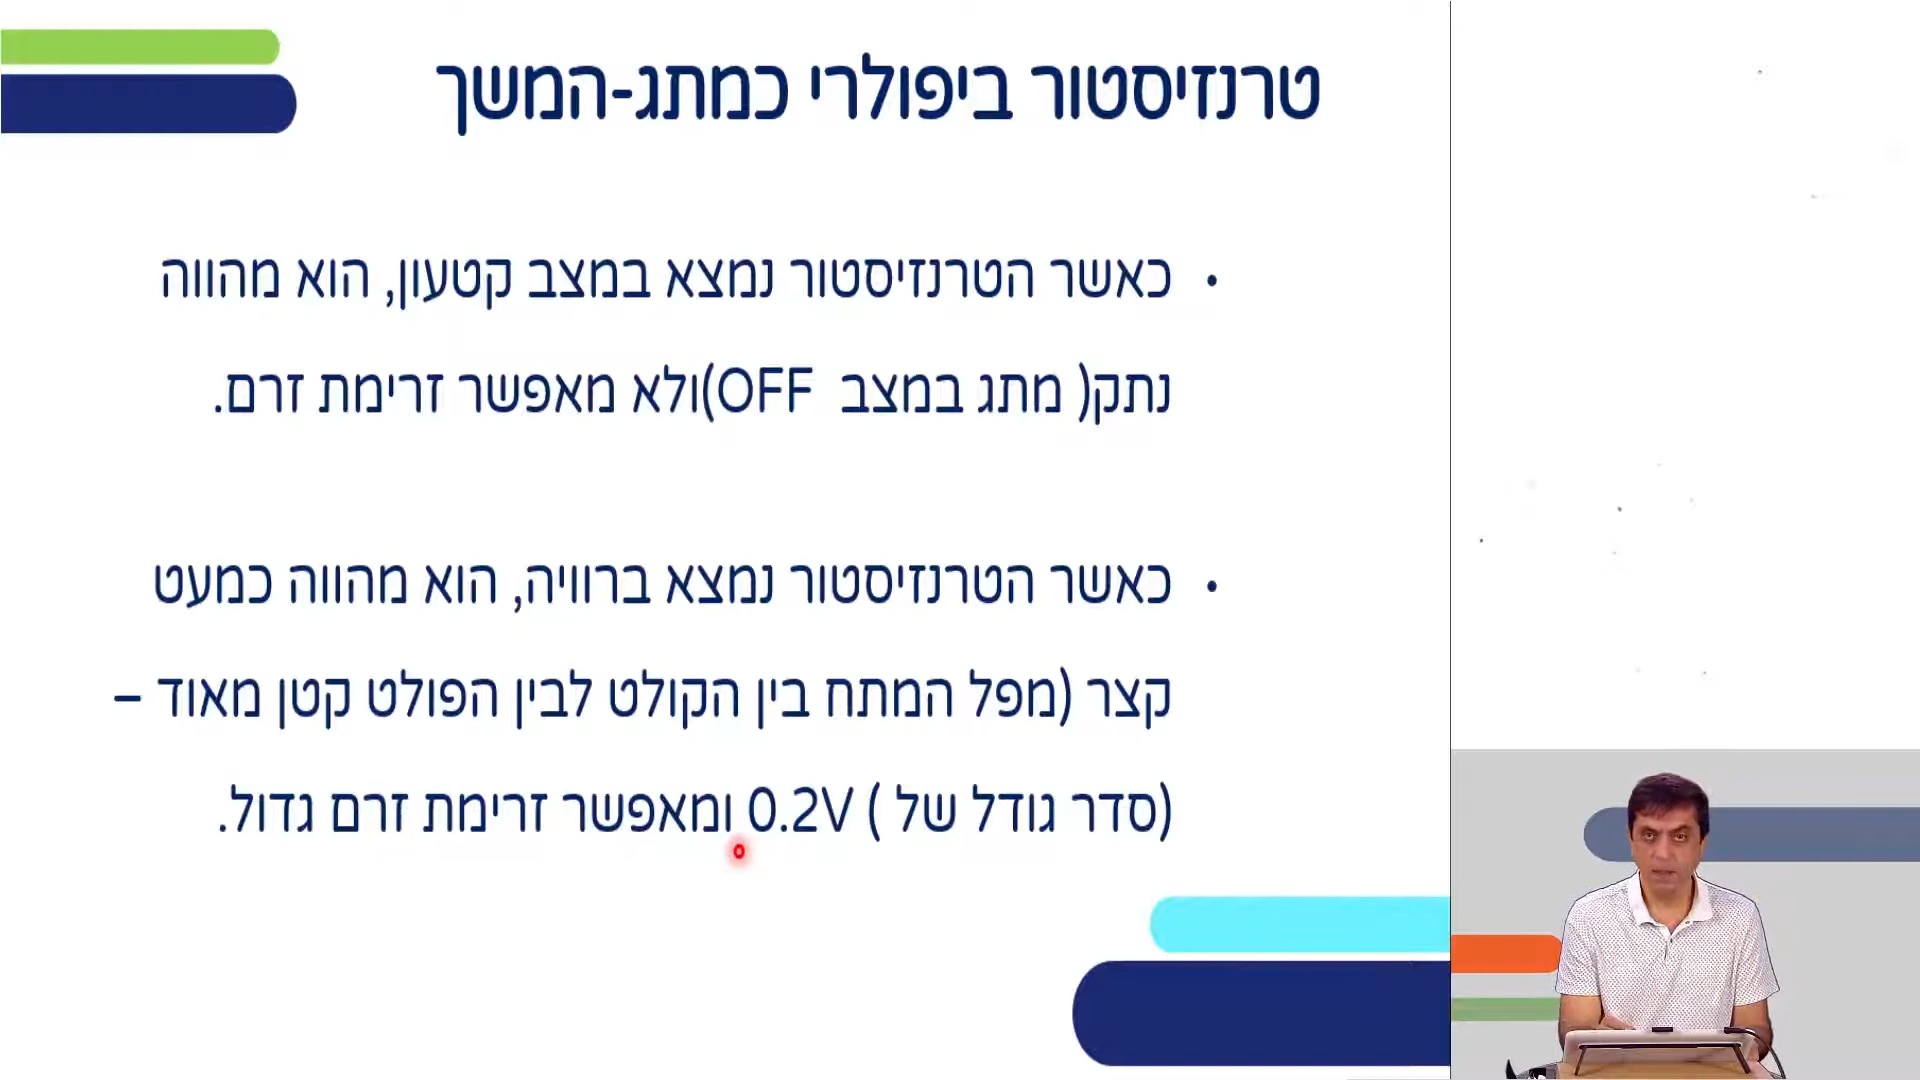 טרנזיסטור ביפולרי כמתג-המשך
• כאשר הטרנזיסטור נמצא במצב קטעון, הוא מהווה
נתק( מתג במצב OFF)ולא מאפשר זרימת זרם.
• כאשר הטרנזיסטור נמצא ברוויה, הוא מהווה כמעט
קצר (מפל המתח בין הקולט לבין הפולט קטן מאוד –
(סדר גודל של ) 0.2V ומאפשר זרימת זרם גדול.